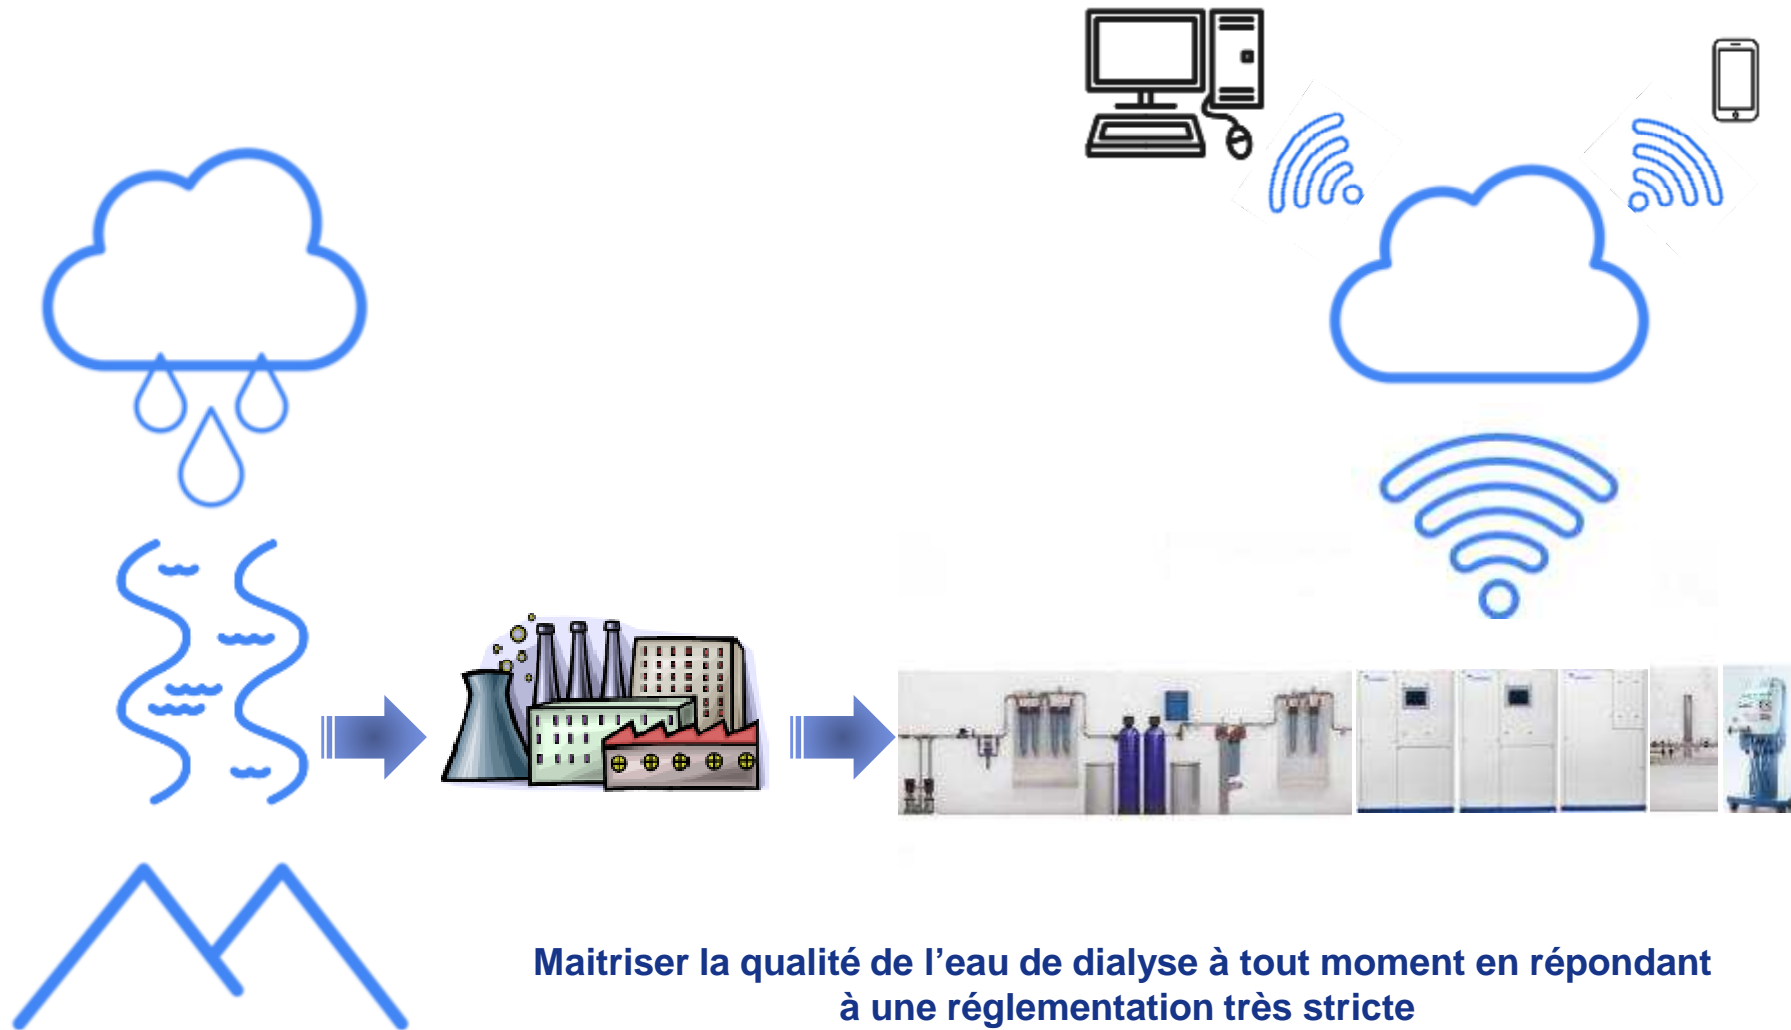 Maitriser la qualité de l’eau de dialyse à tout moment en répondant
à une réglementation très stricte